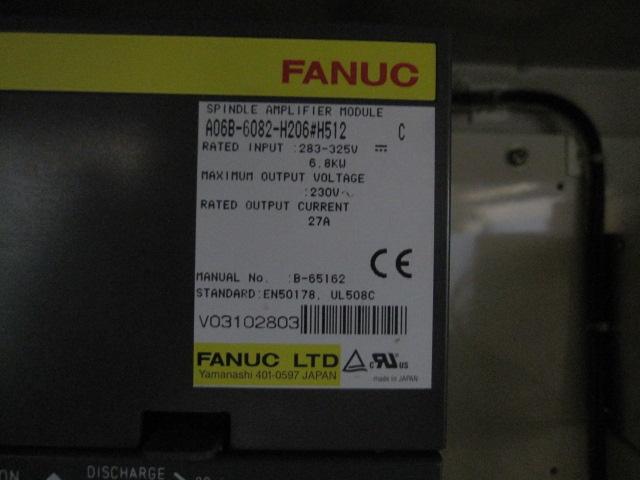 FANUC
SPINDLE AMPLIFIER MODULE
A06B-6082-H206#H512 C
RATED INPUT :283-325V ⎓
6.8KW
MAXIMUM OUTPUT VOLTAGE
:230V~
RATED OUTPUT CURRENT
27A
CE
MANUAL No. :B-65162
STANDARD:EN50178, UL508C
V03102803
FANUC LTD
Yamanashi 401-0597 JAPAN
c RU us
made in JAPAN
DISCHARGE